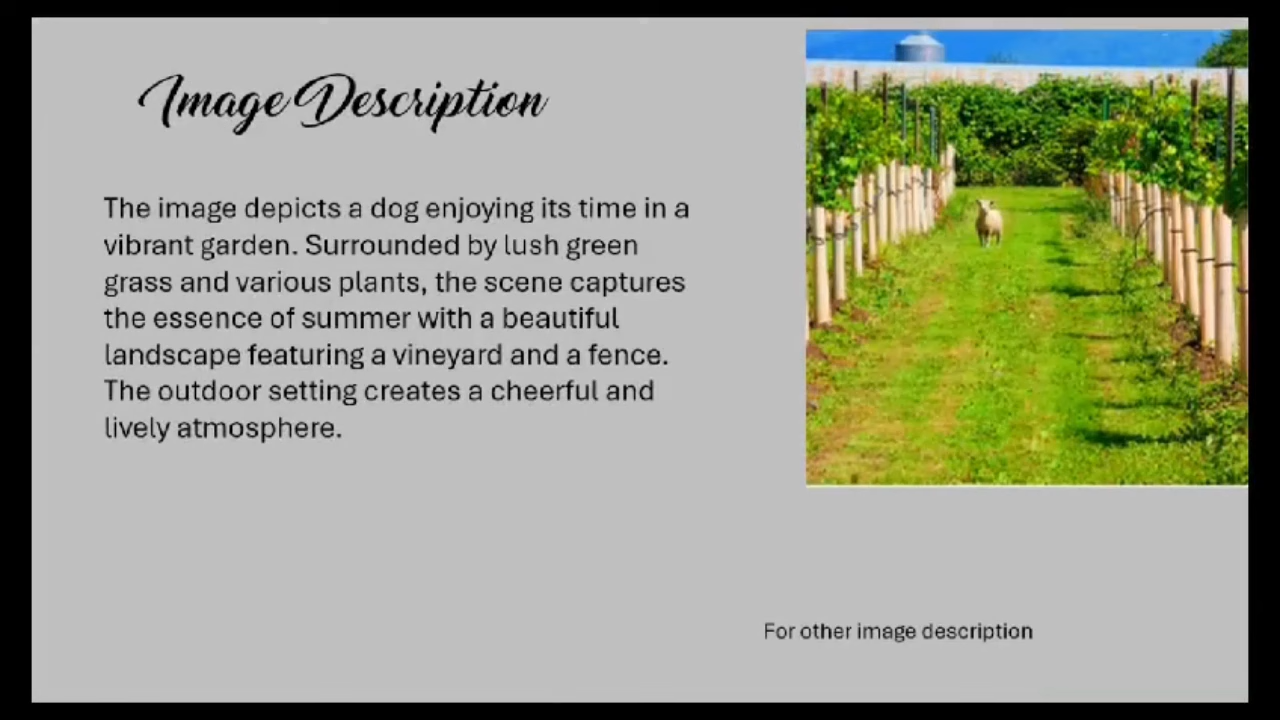 Image Description
The image depicts a dog enjoying its time in a
vibrant garden. Surrounded by lush green
grass and various plants, the scene captures
the essence of summer with a beautiful
landscape featuring a vineyard and a fence.
The outdoor setting creates a cheerful and
lively atmosphere.
For other image description